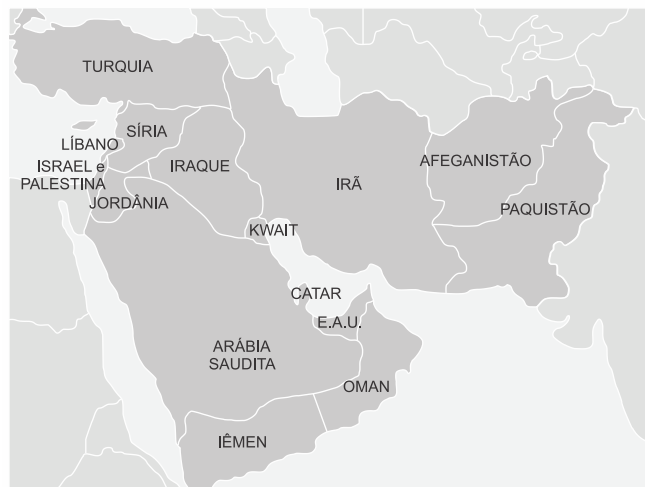 TURQUIA
SÍRIA
LÍBANO
ISRAEL e
PALESTINA
IRAQUE
JORDÂNIA
IRÃ
AFEGANISTÃO
PAQUISTÃO
KWAIT
CATAR
E.A.U.
ARÁBIA
SAUDITA
OMAN
IÊMEN